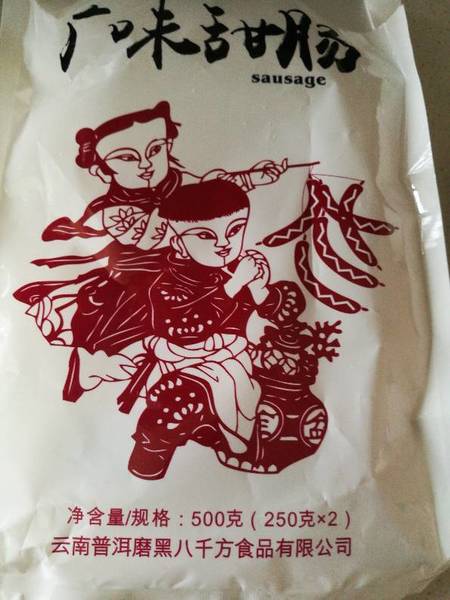 广味甜肠
sausage
净含量/规格：500克（250克×2）
云南普洱磨黑八千方食品有限公司